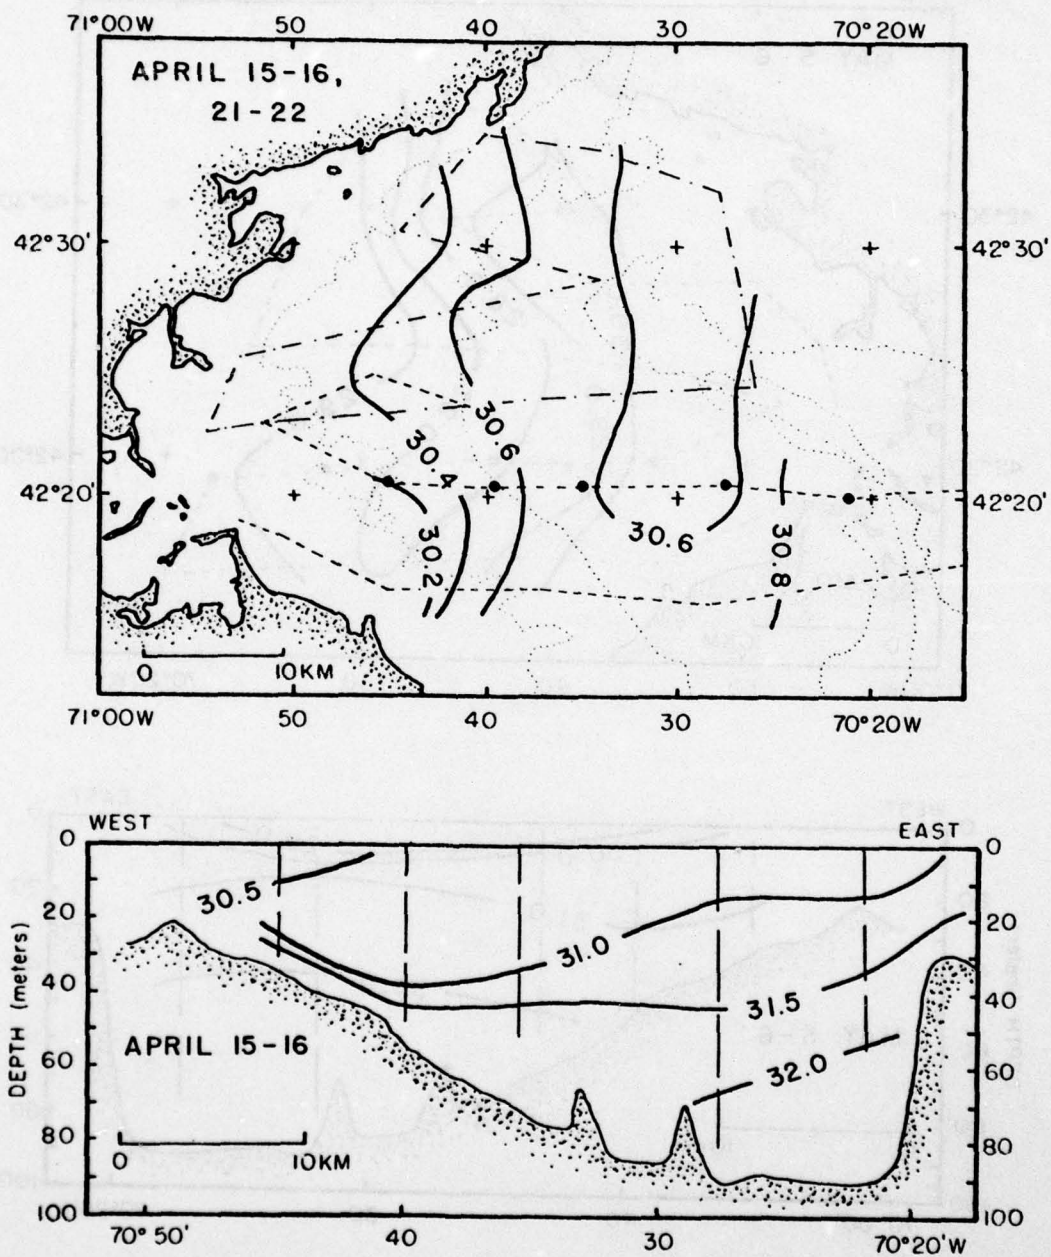 71°00W 50 40 30 70°20W
APRIL 15-16,
21-22
42°30' 42°30'
30.6
30.4
42°20' 42°20'
30.2 30.6 30.8
0 10KM
71°00W 50 40 30 70°20W
WEST EAST
0 0
30.5
20 20
31.0
40 40
31.5
DEPTH (meters)
APRIL 15-16
60 60
32.0
80 80
0 10KM
100 100
70°50' 40 30 70°20'W